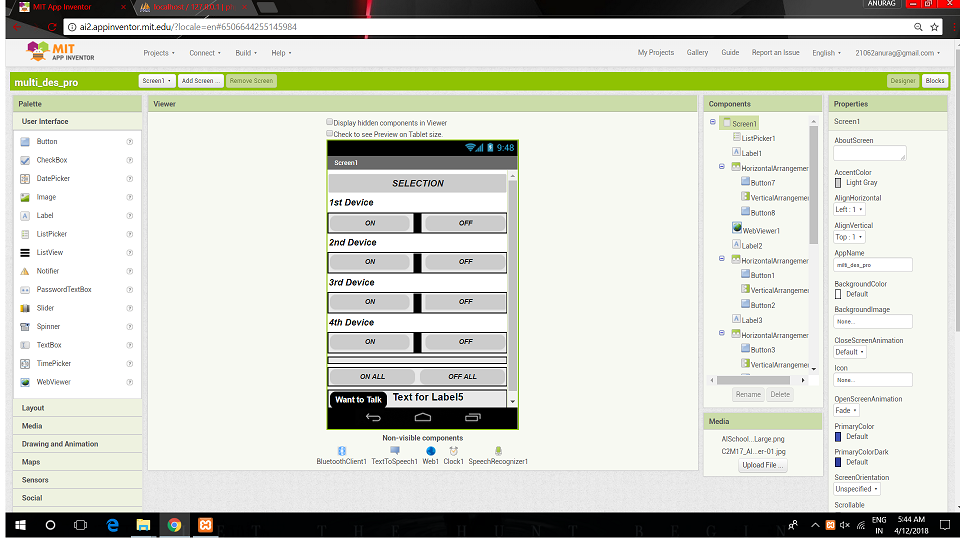 MIT App Inventor
localhost / 127.0.0.1 | p
ANURAG
ai2.appinventor.mit.edu/?locale=en#6506644255145984
MIT
APP INVENTOR
Projects
Connect
Build
Help
My Projects
Gallery
Guide
Report an Issue
English
21062anurag@gmail.com
multi_des_pro
Screen1
Add Screen ...
Remove Screen
Designer
Blocks
Palette
User Interface
Button
CheckBox
DatePicker
Image
Label
ListPicker
ListView
Notifier
PasswordTextBox
Slider
Spinner
TextBox
TimePicker
WebViewer
Layout
Media
Drawing and Animation
Maps
Sensors
Social
Viewer
Display hidden components in Viewer
Check to see Preview on Tablet size.
9:48
Screen1
SELECTION
1st Device
ON
OFF
2nd Device
ON
OFF
3rd Device
ON
OFF
4th Device
ON
OFF
ON ALL
OFF ALL
Want to Talk
Text for Label5
Non-visible components
BluetoothClient1
TextToSpeech1
Web1
Clock1
SpeechRecognizer1
Components
Screen1
ListPicker1
Label1
HorizontalArrangemen
Button7
VerticalArrangemen
Button8
WebViewer1
Label2
HorizontalArrangemen
Button1
VerticalArrangemen
Button2
Label3
HorizontalArrangemen
Button3
VerticalArrangemen
Rename
Delete
Media
AISchool...Large.png
C2M17_AI...er-01.jpg
Upload File ...
Properties
Screen1
AboutScreen
AccentColor
Light Gray
AlignHorizontal
Left : 1
AlignVertical
Top : 1
AppName
BackgroundColor
Default
BackgroundImage
None...
CloseScreenAnimation
Default
Icon
None...
OpenScreenAnimation
Fade
PrimaryColor
Default
PrimaryColorDark
Default
ScreenOrientation
Unspecified
Scrollable
ENG
IN
5:44 AM
4/12/2018